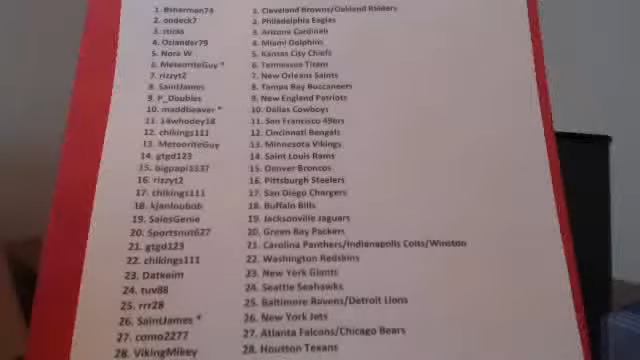 1. Bsherman74 1. Cleveland Browns/Oakland Raiders
2. ondeck7 2. Philadelphia Eagles
3. sticks 3. Arizona Cardinals
4. Oslander79 4. Miami Dolphins
5. Nora W 5. Kansas City Chiefs
6. MeteoriteGuy * 6. Tennessee Titans
7. rizzyt2 7. New Orleans Saints
8. SaintJames 8. Tampa Bay Buccaneers
9. P_Doubles 9. New England Patriots
10. maddbeaver * 10. Dallas Cowboys
11. 14whodey18 11. San Francisco 49ers
12. chikings111 12. Cincinnati Bengals
13. MeteoriteGuy 13. Minnesota Vikings
14. gtgd123 14. Saint Louis Rams
15. bigpapi1537 15. Denver Broncos
16. rizzyt2 16. Pittsburgh Steelers
17. chikings111 17. San Diego Chargers
18. kjanloubob 18. Buffalo Bills
19. SalosGenie 19. Jacksonville Jaguars
20. Sportsnut627 20. Green Bay Packers
21. gtgd123 21. Carolina Panthers/Indianapolis Colts/Winston
22. chikings111 22. Washington Redskins
23. Datkeim 23. New York Giants
24. tuv88 24. Seattle Seahawks
25. rrr28 25. Baltimore Ravens/Detroit Lions
26. SaintJames * 26. New York Jets
27. como2277 27. Atlanta Falcons/Chicago Bears
28. VikingMikey 28. Houston Texans